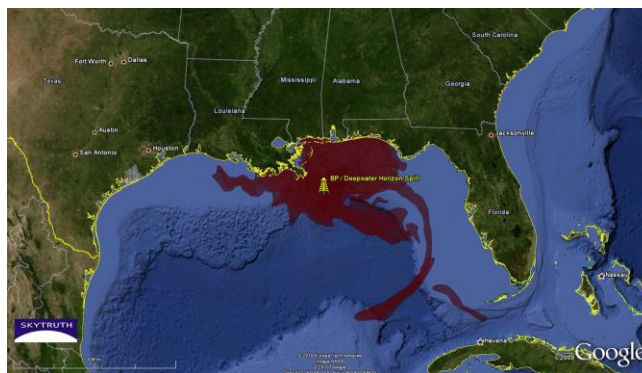 South Carolina
Fort Worth
Dallas
Texas
Mississippi
Alabama
Georgia
Louisiana
Jacksonville
Austin
Houston
San Antonio
BP / Deepwater Horizon Spill
Florida
Nassau
SKYTRUTH
Havana
Google